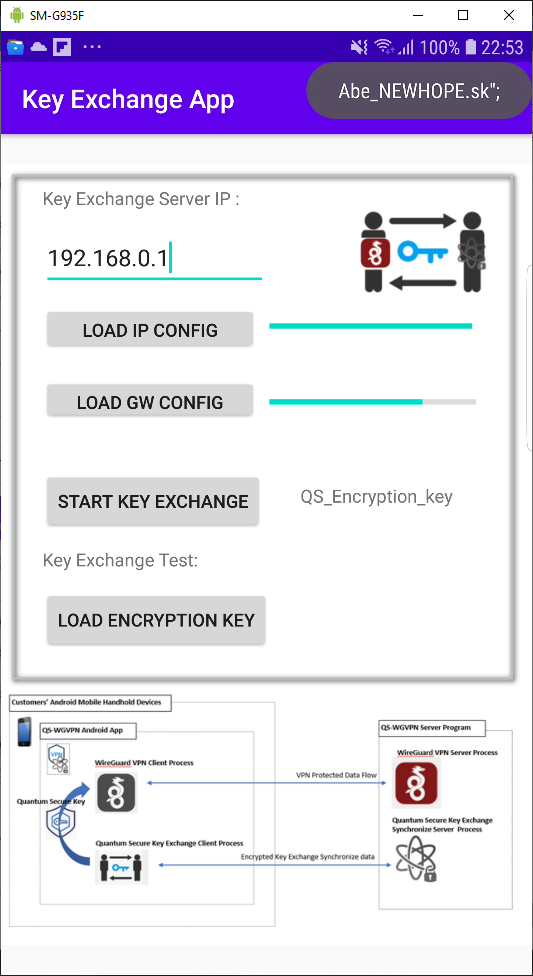 SM-G935F
100% 22:53
Key Exchange App
Abe_NEWHOPE.sk";
Key Exchange Server IP :
192.168.0.1
LOAD IP CONFIG
LOAD GW CONFIG
START KEY EXCHANGE
QS_Encryption_key
Key Exchange Test:
LOAD ENCRYPTION KEY
Customers' Android Mobile Handhold Devices
QS-WGVPN Android App
VPN
WireGuard VPN Client Process
Quantum Secure Key
Quantum Secure Key Exchange Client Process
VPN Protected Data Flow
Encrypted Key Exchange Synchronize data
QS-WGVPN Server Program
WireGuard VPN Server Process
Quantum Secure Key Exchange
Synchronize Server Process